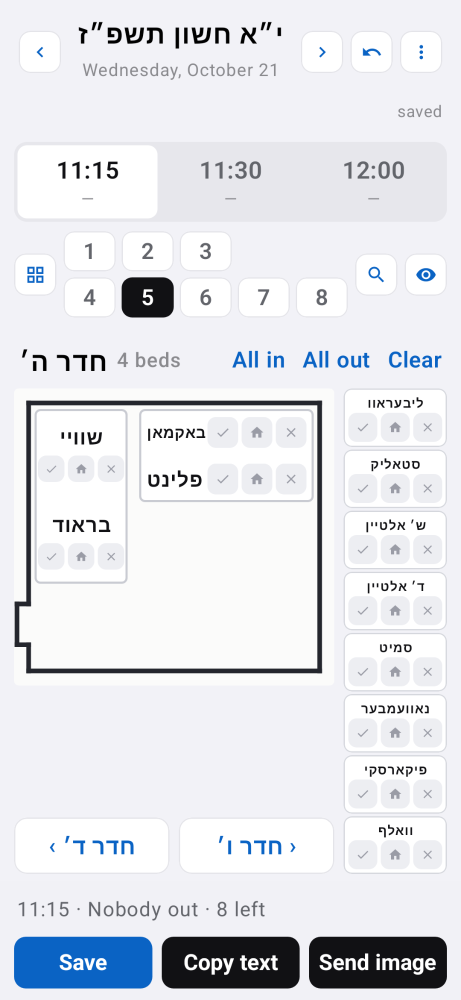 י״א חשון תשפ״ז
Wednesday, October 21
saved
11:15
—
11:30
—
12:00
—
1 2 3
4 5 6 7 8
חדר ה׳ 4 beds All in All out Clear
שוויי
בראוד
באקמאן
פלינט
ליבעראוו
סטאליק
ש׳ אלטיין
ד׳ אלטיין
סמיט
נאוועמבער
פיקארסקי
וואלף
‹ חדר ד׳
חדר ו׳ ›
11:15 · Nobody out · 8 left
Save Copy text Send image